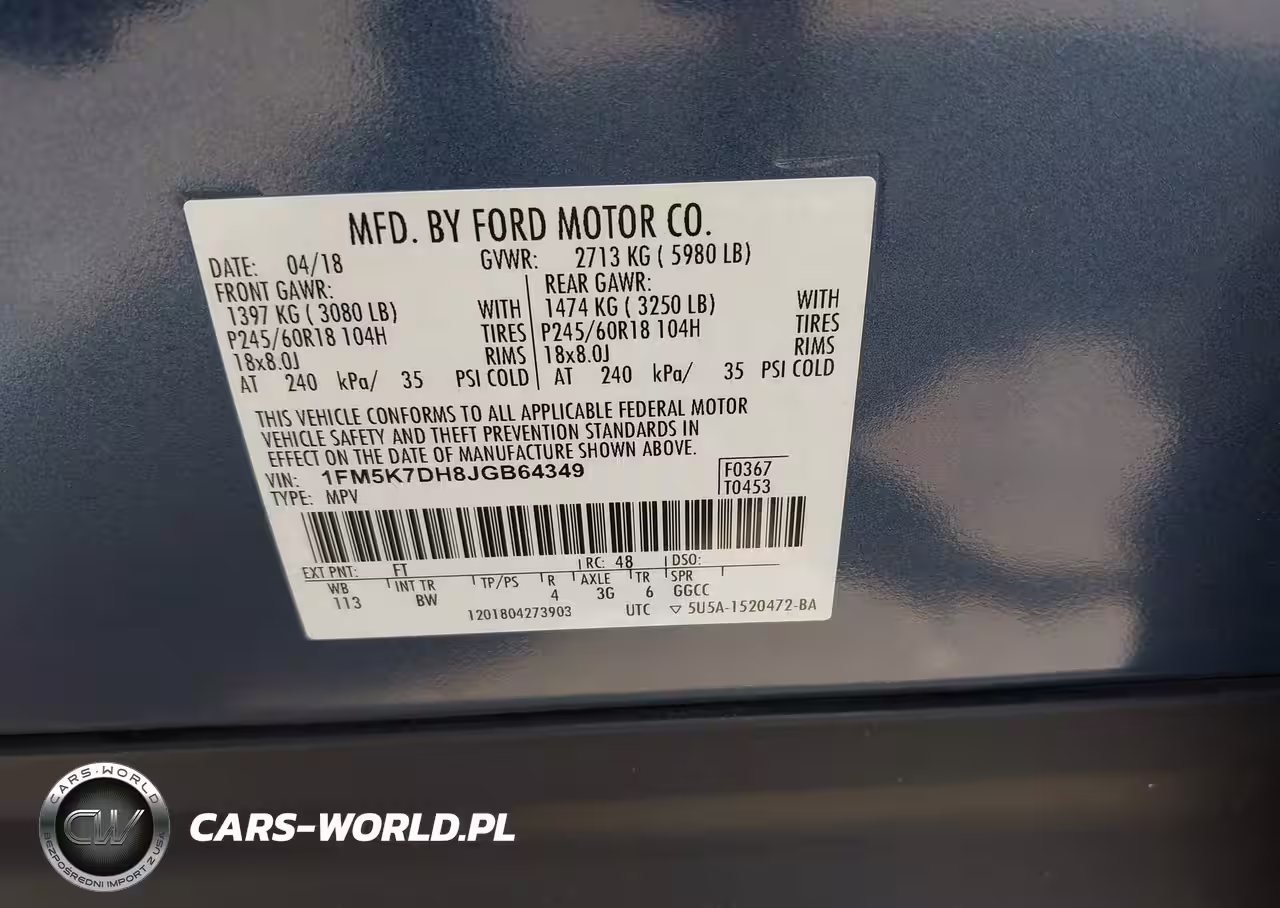 MFD. BY FORD MOTOR CO.
DATE: 04/18 GVWR: 2713 KG ( 5980 LB)
FRONT GAWR: REAR GAWR:
1397 KG ( 3080 LB) WITH 1474 KG ( 3250 LB) WITH
P245/60R18 104H TIRES P245/60R18 104H TIRES
18x8.0J RIMS 18x8.0J RIMS
AT 240 kPa/ 35 PSI COLD AT 240 kPa/ 35 PSI COLD
THIS VEHICLE CONFORMS TO ALL APPLICABLE FEDERAL MOTOR
VEHICLE SAFETY AND THEFT PREVENTION STANDARDS IN
EFFECT ON THE DATE OF MANUFACTURE SHOWN ABOVE.
VIN: 1FM5K7DH8JGB64349 F0367
TYPE: MPV T0453
EXT PNT: FT RC: 48 DSO:
WB INT TR TP/PS R AXLE TR SPR
113 BW 4 3G 6 GGCC
1201804273903 UTC ▽ 5U5A-1520472-BA
CARS-WORLD
CW
BEZPOŚREDNI IMPORT Z USA
CARS-WORLD.PL